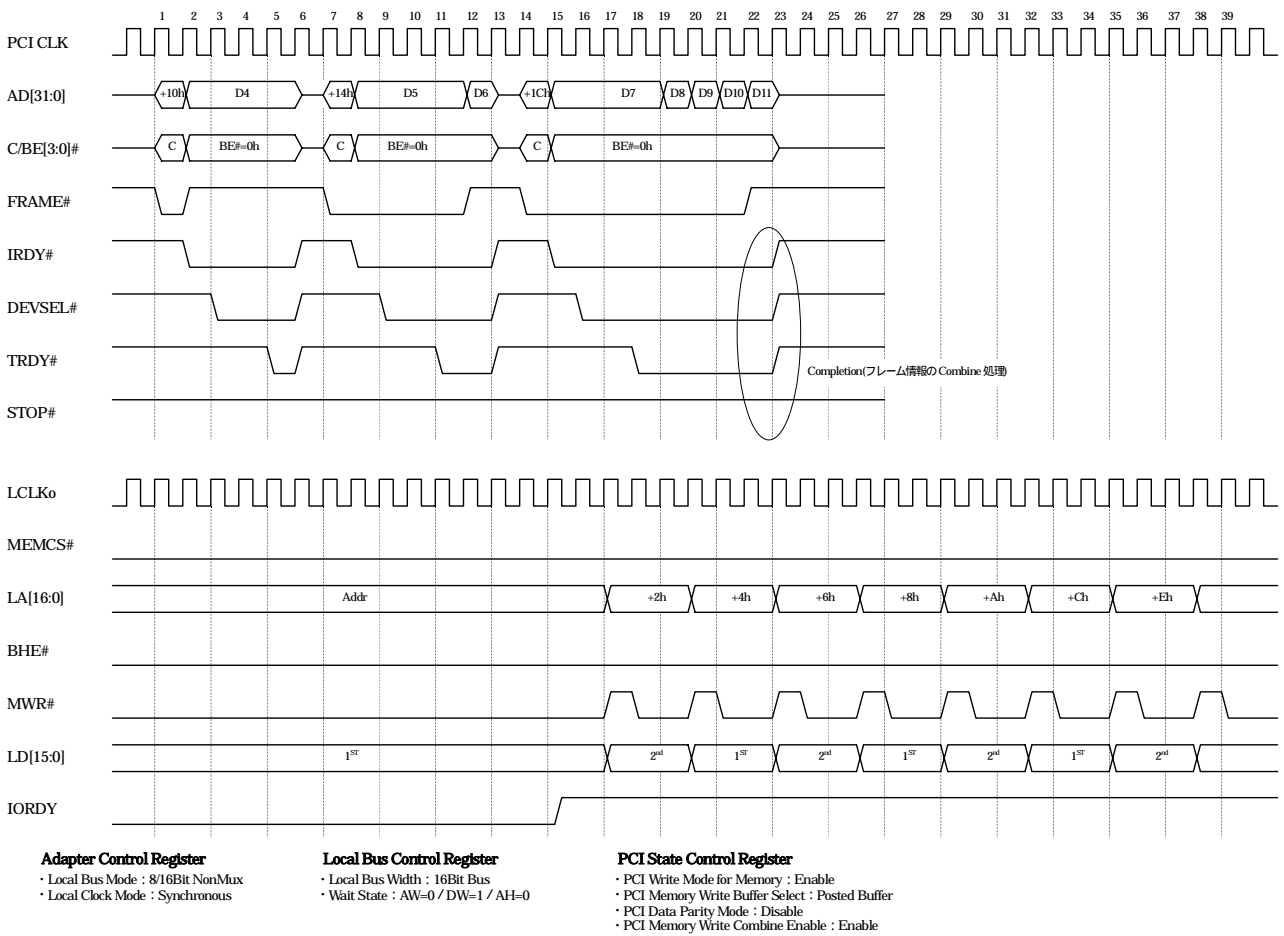 1 2 3 4 5 6 7 8 9 10 11 12 13 14 15 16 17 18 19 20 21 22 23 24 25 26 27 28 29 30 31 32 33 34 35 36 37 38 39
PCI CLK
AD[31:0] +10h D4 +14h D5 D6 +1Ch D7 D8 D9 D10 D11
C/BE[3:0]# C BE#=0h C BE#=0h C BE#=0h
FRAME#
IRDY#
DEVSEL#
TRDY#
Completion(フレーム情報の Combine 処理)
STOP#
LCLKo
MEMCS#
LA[16:0] Addr +2h +4h +6h +8h +Ah +Ch +Eh
BHE#
MWR#
LD[15:0] 1ST 2nd 1ST 2nd 1ST 2nd 1ST 2nd
IORDY
Adapter Control Register
・Local Bus Mode：8/16Bit NonMux
・Local Clock Mode：Synchronous
Local Bus Control Register
・Local Bus Width：16Bit Bus
・Wait State：AW=0 / DW=1 / AH=0
PCI State Control Register
・PCI Write Mode for Memory：Enable
・PCI Memory Write Buffer Select：Posted Buffer
・PCI Data Parity Mode：Disable
・PCI Memory Write Combine Enable：Enable